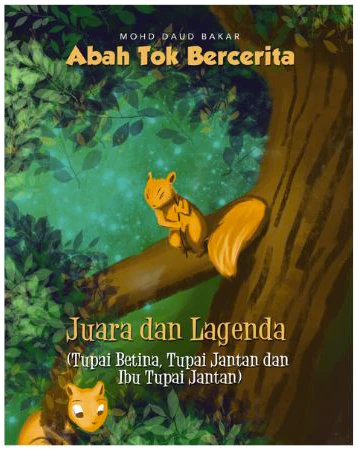 MOHD DAUD BAKAR
Abah Tok Bercerita
Juara dan Lagenda
(Tupai Betina, Tupai Jantan dan
Ibu Tupai Jantan)